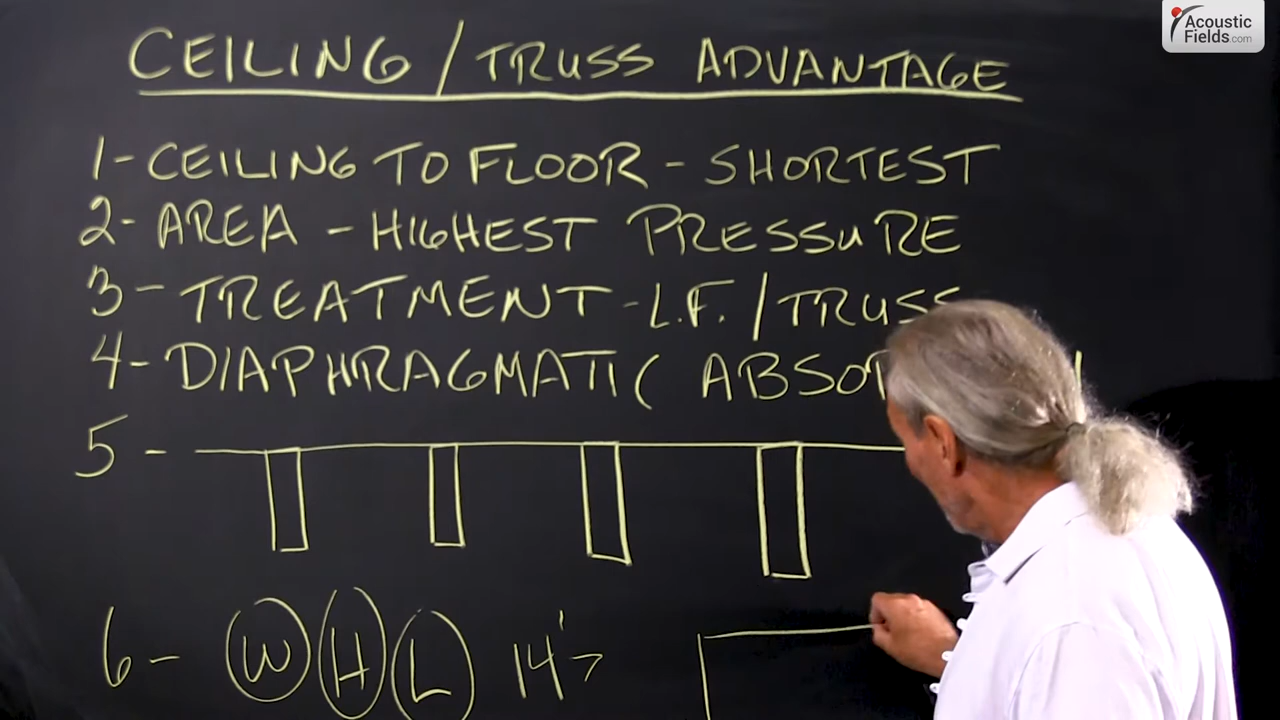 Acoustic
Fields.com
CEILING / TRUSS ADVANTAGE
1- CEILING TO FLOOR - SHORTEST
2- AREA - HIGHEST PRESSURE
3- TREATMENT - L.F. / TRUSS
4- DIAPHRAGMATIC
5-
6- W H L 14'